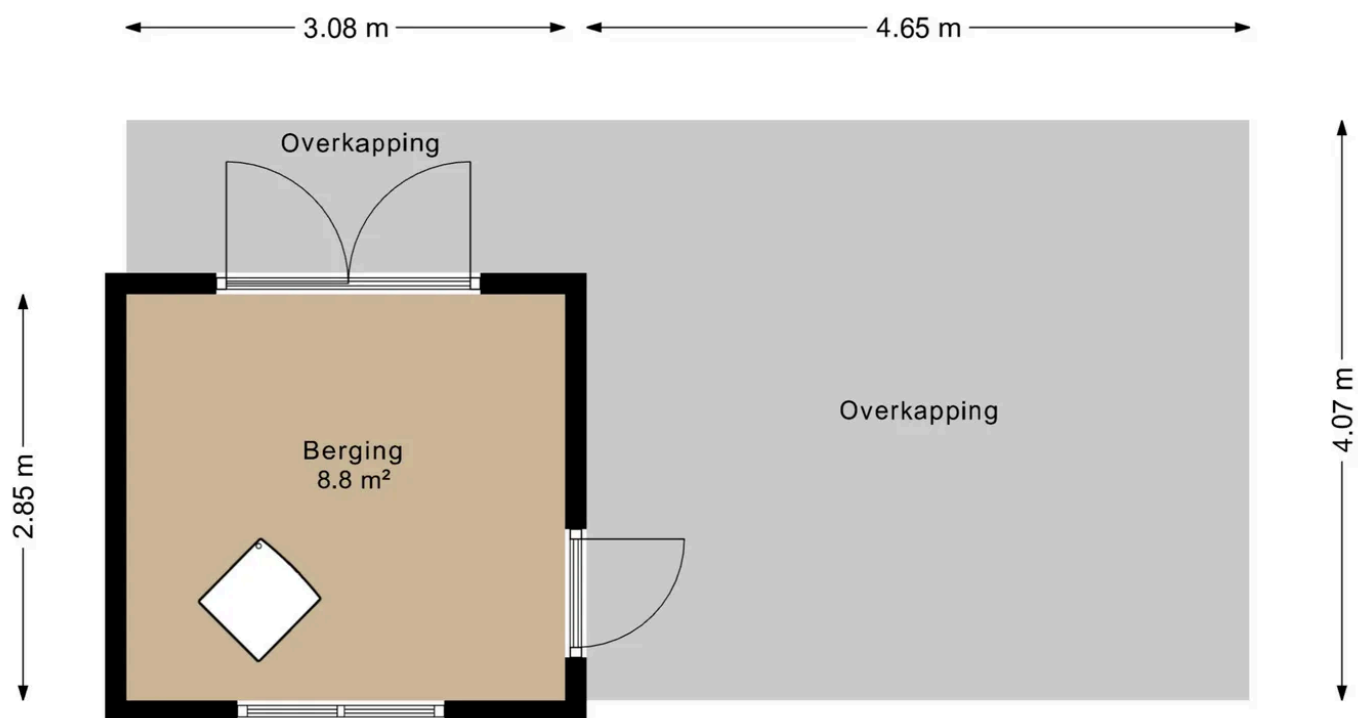 3.08 m
4.65 m
Overkapping
Overkapping
4.07 m
Berging
8.8 m²
2.85 m